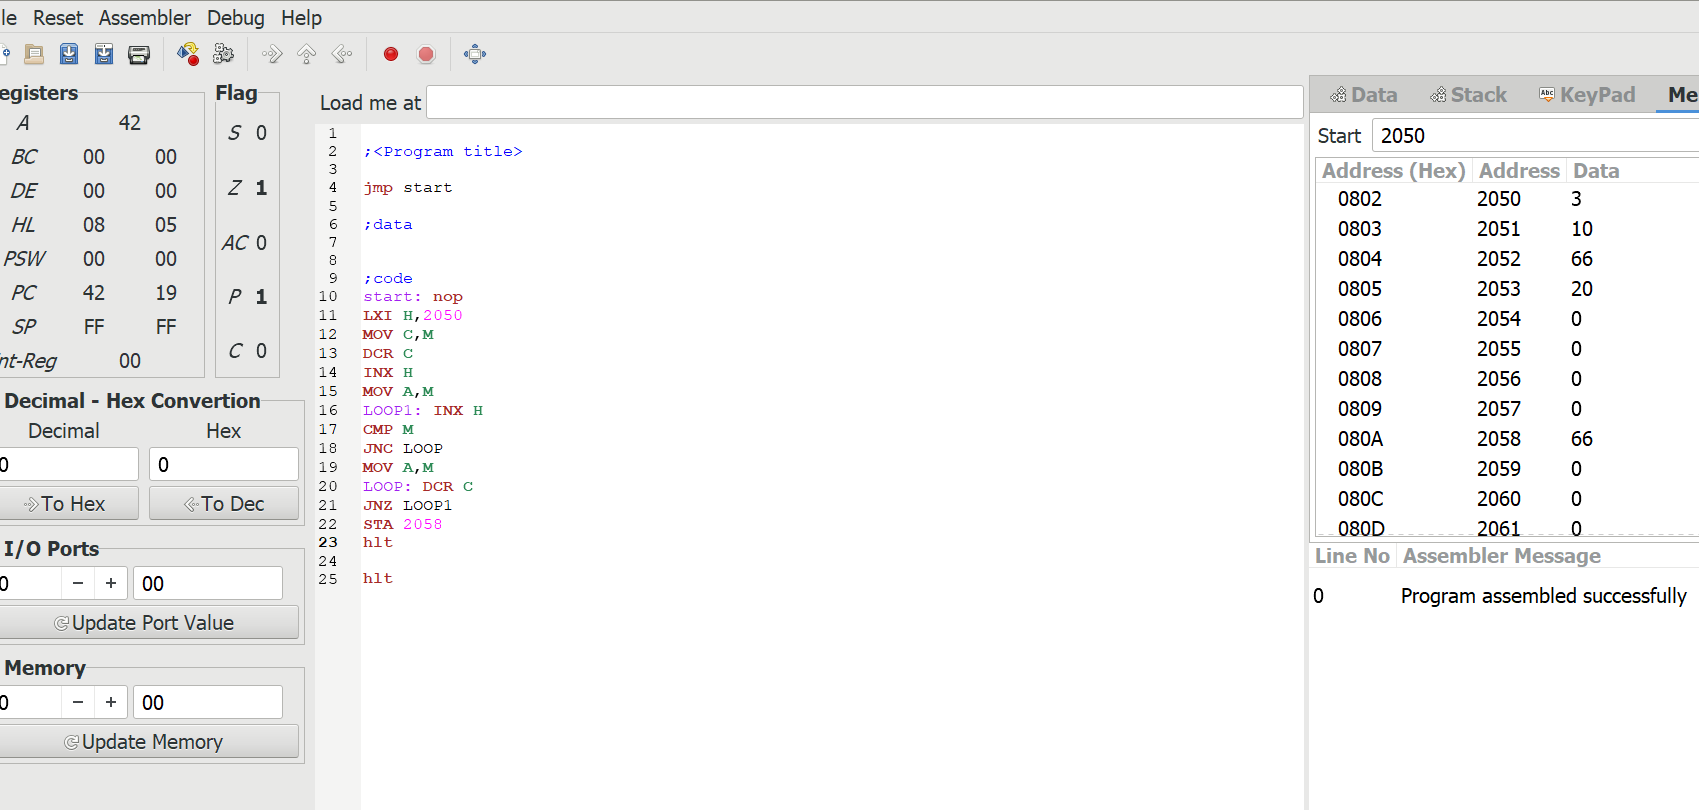 le Reset Assembler Debug Help
egisters
A 42
BC 00 00
DE 00 00
HL 08 05
PSW 00 00
PC 42 19
SP FF FF
nt-Reg 00
Flag
S 0
Z 1
AC 0
P 1
C 0
Decimal - Hex Convertion
Decimal Hex
0 0
To Hex To Dec
I/O Ports
0 − + 00
Update Port Value
Memory
0 − + 00
Update Memory
Load me at
1
2 ;<Program title>
3
4 jmp start
5
6 ;data
7
8
9 ;code
10 start: nop
11 LXI H,2050
12 MOV C,M
13 DCR C
14 INX H
15 MOV A,M
16 LOOP1: INX H
17 CMP M
18 JNC LOOP
19 MOV A,M
20 LOOP: DCR C
21 JNZ LOOP1
22 STA 2058
23 hlt
24
25 hlt
Data Stack Abc KeyPad Me
Start 2050
Address (Hex) Address Data
0802 2050 3
0803 2051 10
0804 2052 66
0805 2053 20
0806 2054 0
0807 2055 0
0808 2056 0
0809 2057 0
080A 2058 66
080B 2059 0
080C 2060 0
080D 2061 0
Line No Assembler Message
0 Program assembled successfully